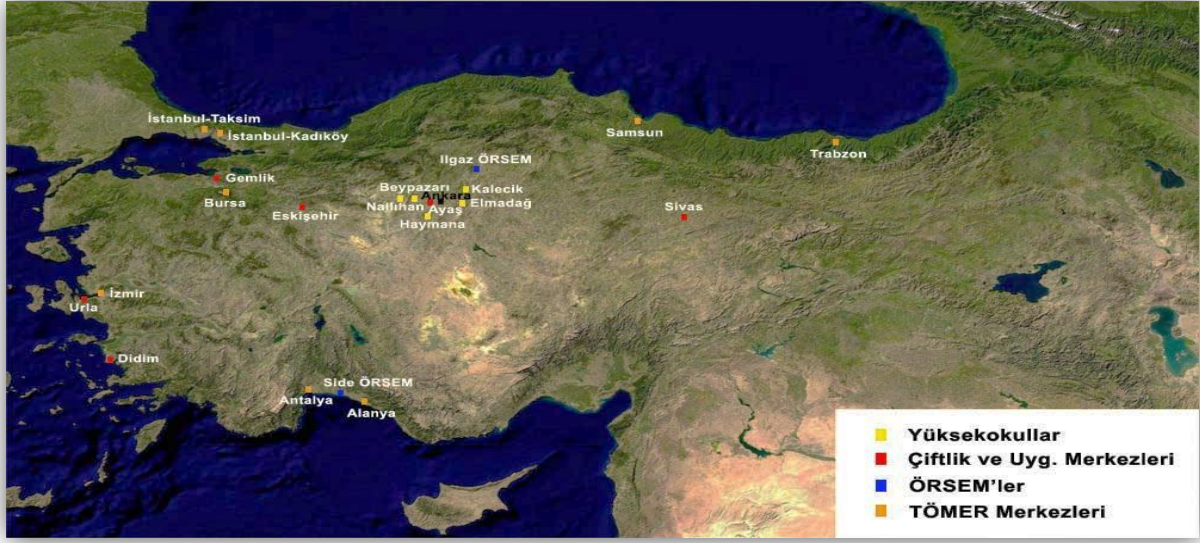 İstanbul-Taksim
İstanbul-Kadıköy
Samsun
Trabzon
Ilgaz ÖRSEM
Gemlik
Bursa
Eskişehir
Beypazarı
Ankara
Kalecik
Nallıhan
Ayaş
Elmadağ
Haymana
Sivas
İzmir
Urla
Didim
Side ÖRSEM
Antalya
Alanya
Yüksekokullar
Çiftlik ve Uyg. Merkezleri
ÖRSEM'ler
TÖMER Merkezleri